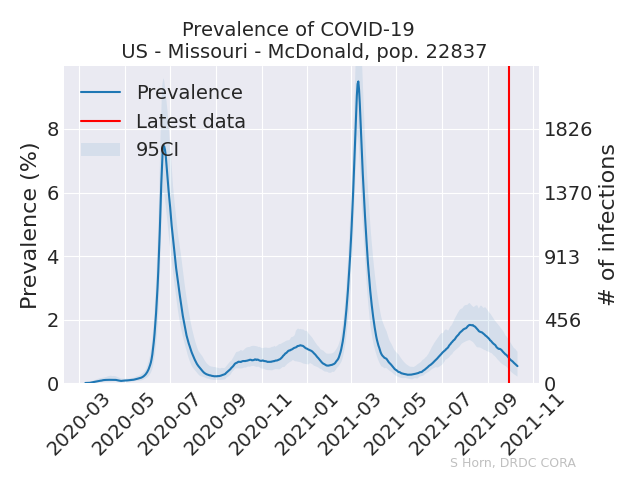 Prevalence of COVID-19
US - Missouri - McDonald, pop. 22837
Prevalence
Latest data
95CI
Prevalence (%)
8
6
4
2
0
1826
1370
913
456
0
# of infections
2020-03
2020-05
2020-07
2020-09
2020-11
2021-01
2021-03
2021-05
2021-07
2021-09
2021-11
S Horn, DRDC CORA